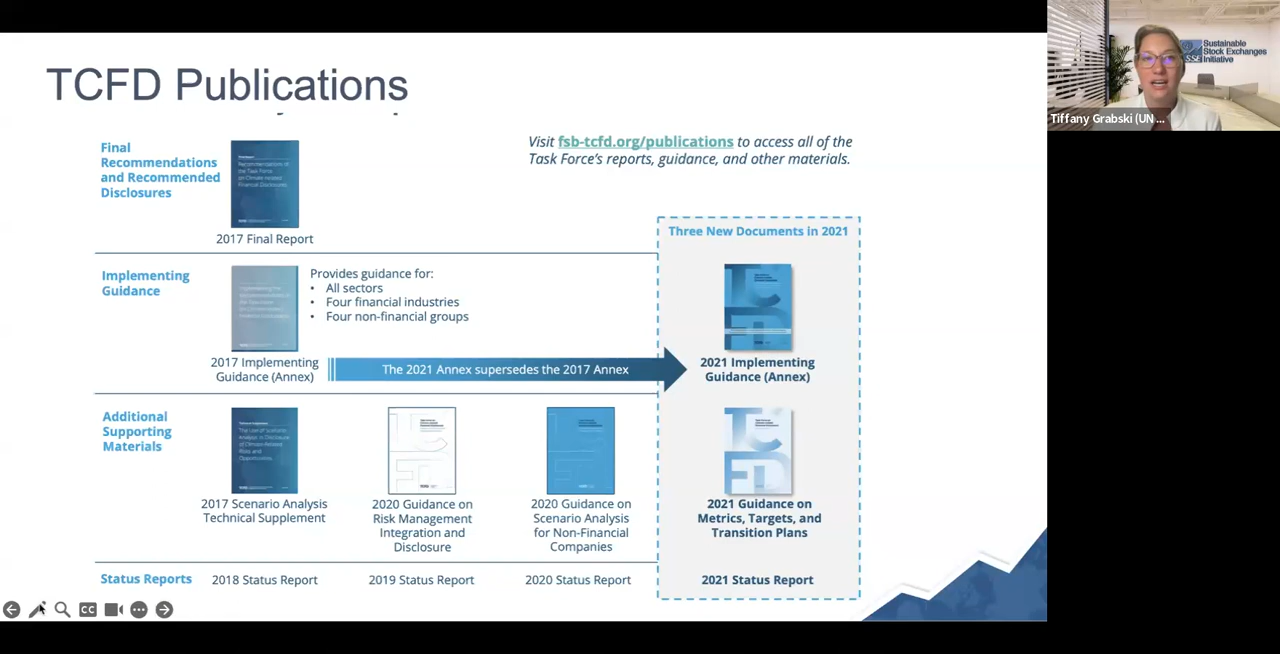 TCFD Publications
Final
Recommendations
and Recommended
Disclosures
2017 Final Report
Visit fsb-tcfd.org/publications to access all of the
Task Force's reports, guidance, and other materials.
Three New Documents in 2021
Implementing
Guidance
Provides guidance for:
• All sectors
• Four financial industries
• Four non-financial groups
2017 Implementing
Guidance (Annex)
The 2021 Annex supersedes the 2017 Annex
2021 Implementing
Guidance (Annex)
Additional
Supporting
Materials
2017 Scenario Analysis
Technical Supplement
2020 Guidance on
Risk Management
Integration and
Disclosure
2020 Guidance on
Scenario Analysis
for Non-Financial
Companies
2021 Guidance on
Metrics, Targets, and
Transition Plans
Status Reports
2018 Status Report
2019 Status Report
2020 Status Report
2021 Status Report
CC
Sustainable
Stock Exchanges
Initiative
SSE
Tiffany Grabski (UN ...